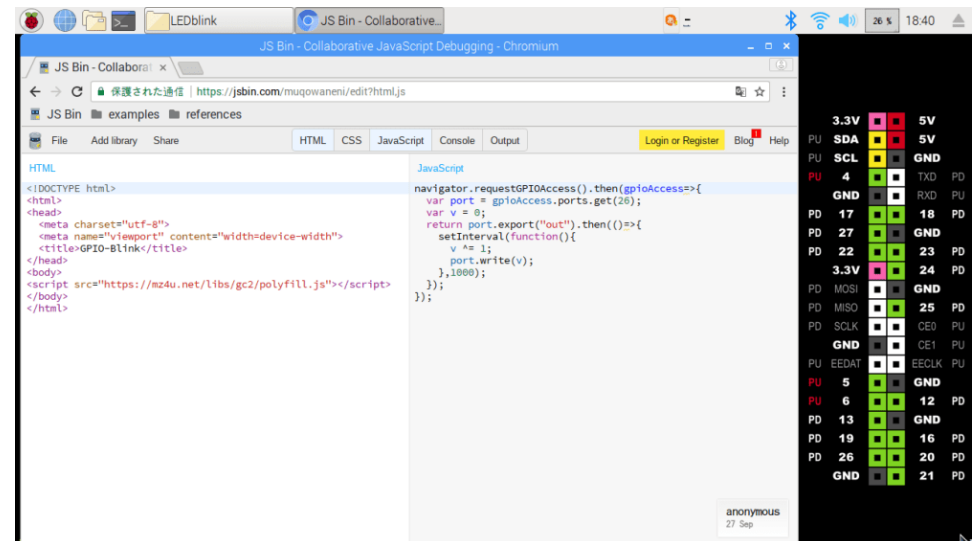 LEDblink
JS Bin - Collaborative...
26 %
18:40
JS Bin - Collaborative JavaScript Debugging - Chromium
JS Bin - Collaborat
保護された通信 | https://jsbin.com/muqowaneni/edit?html,js
JS Bin examples references
File Add library Share HTML CSS JavaScript Console Output Login or Register Blog 1 Help
HTML
<!DOCTYPE html>
<html>
<head>
<meta charset="utf-8">
<meta name="viewport" content="width=device-width">
<title>GPIO-Blink</title>
</head>
<body>
<script src="https://mz4u.net/libs/gc2/polyfill.js"></script>
</body>
</html>
JavaScript
navigator.requestGPIOAccess().then(gpioAccess=>{
var port = gpioAccess.ports.get(26);
var v = 0;
return port.export("out").then(()=>{
setInterval(function(){
v ^= 1;
port.write(v);
},1000);
});
});
anonymous
27 Sep
3.3V 5V
PU SDA 5V
PU SCL GND
PU 4 TXD PD
GND RXD PU
PD 17 18 PD
PD 27 GND
PD 22 23 PD
3.3V 24 PD
PD MOSI GND
PD MISO 25 PD
PD SCLK CE0 PU
GND CE1 PU
PU EEDAT EECLK PU
PU 5 GND
PU 6 12 PD
PD 13 GND
PD 19 16 PD
PD 26 20 PD
GND 21 PD